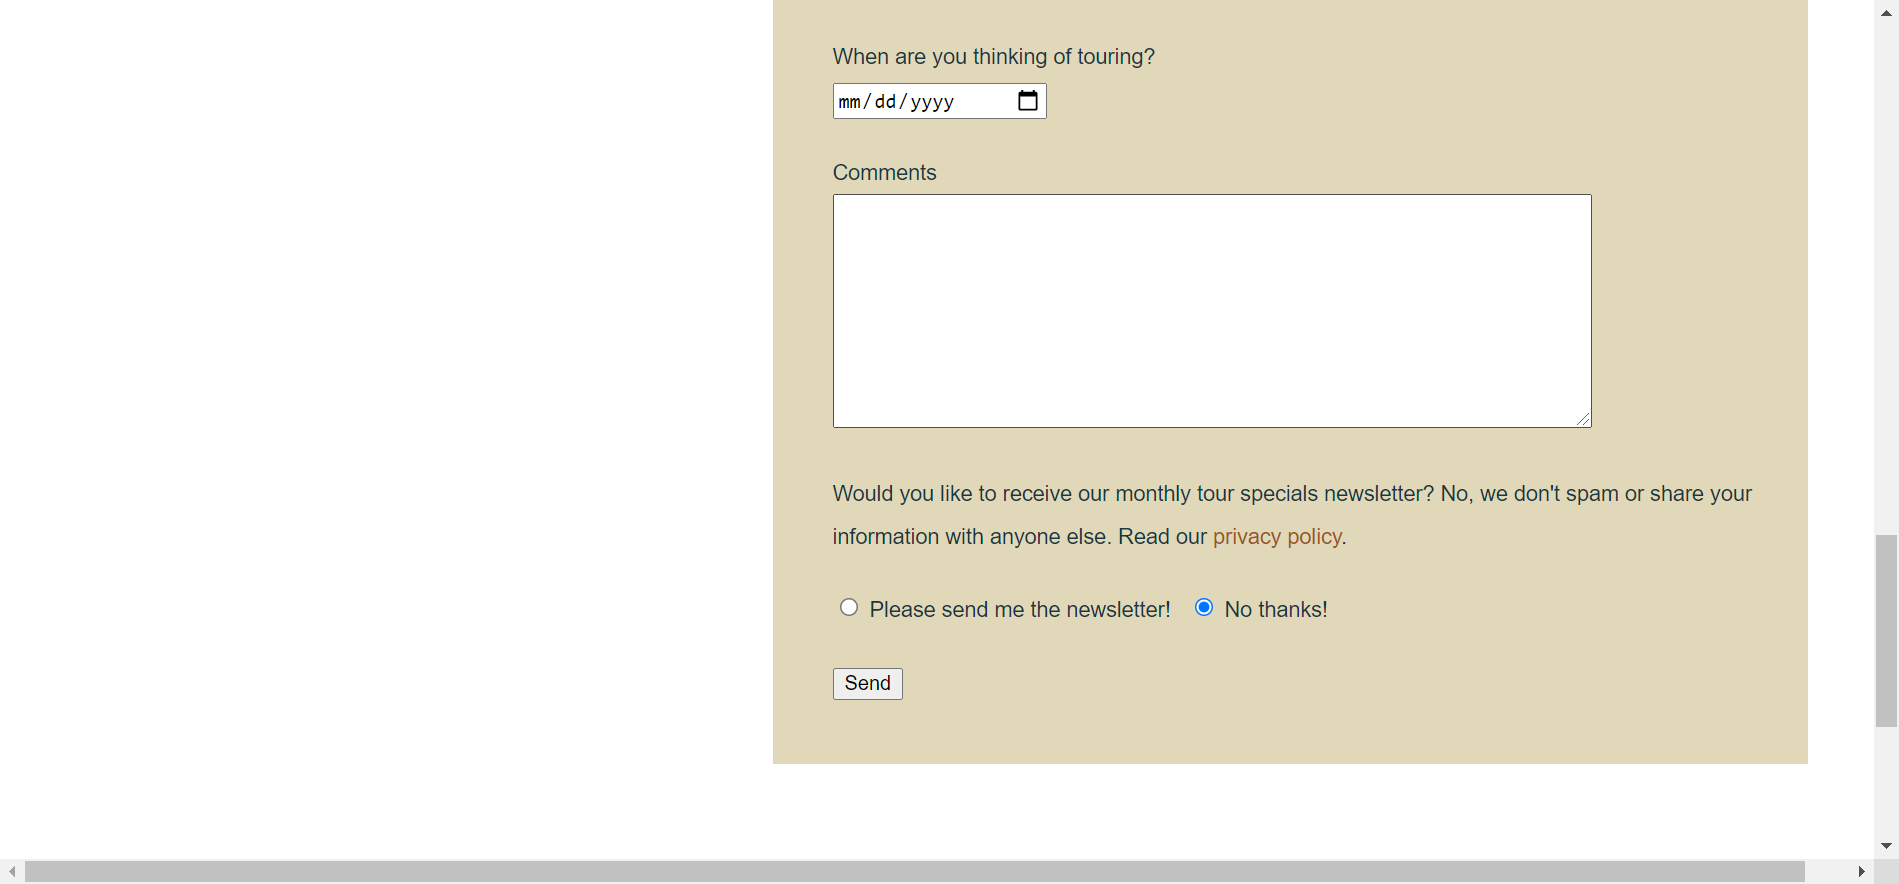 When are you thinking of touring?
mm/dd/yyyy
Comments
Would you like to receive our monthly tour specials newsletter? No, we don't spam or share your
information with anyone else. Read our privacy policy.
Please send me the newsletter! No thanks!
Send